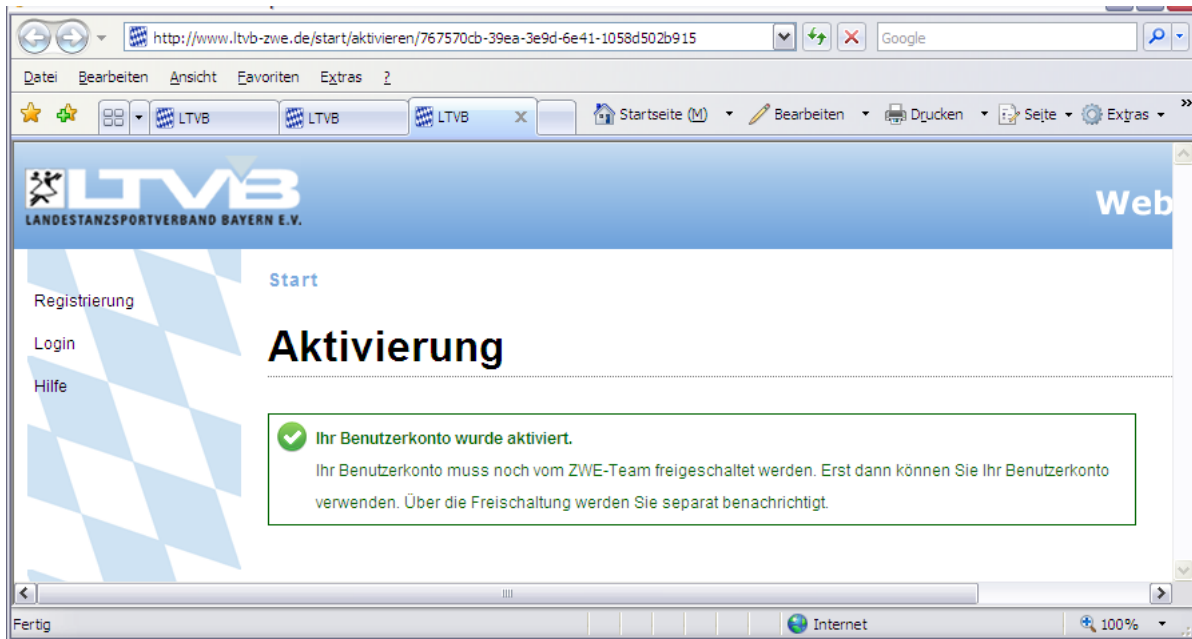 http://www.ltvb-zwe.de/start/aktivieren/767570cb-39ea-3e9d-6e41-1058d502b915
Google
Datei Bearbeiten Ansicht Favoriten Extras ?
LTVB LTVB LTVB X Startseite (M) Bearbeiten Drucken Seite Extras »
LTVB
LANDESTANZSPORTVERBAND BAYERN E.V.
Web
Registrierung
Login
Hilfe
Start
Aktivierung
Ihr Benutzerkonto wurde aktiviert.
Ihr Benutzerkonto muss noch vom ZWE-Team freigeschaltet werden. Erst dann können Sie Ihr Benutzerkonto
verwenden. Über die Freischaltung werden Sie separat benachrichtigt.
Fertig Internet 100%